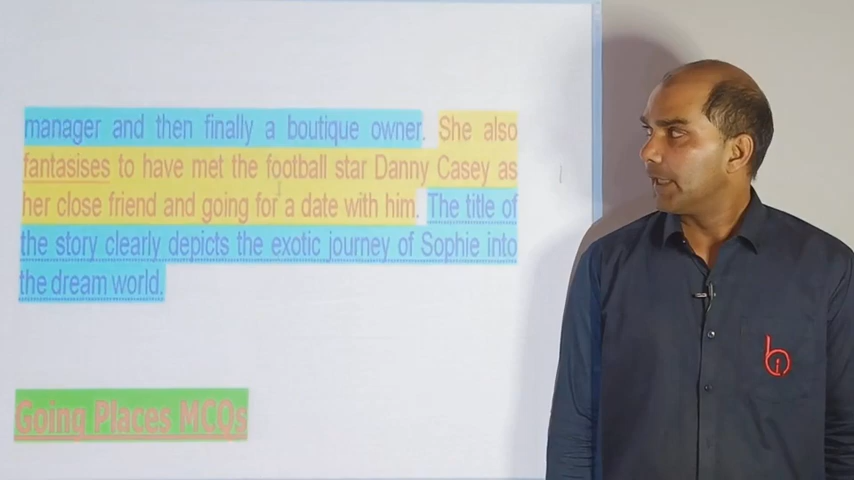 manager and then finally a boutique owner. She also
fantasises to have met the football star Danny Casey as
her close friend and going for a date with him. The title of
the story clearly depicts the exotic journey of Sophie into
the dream world.
Going Places MCQs